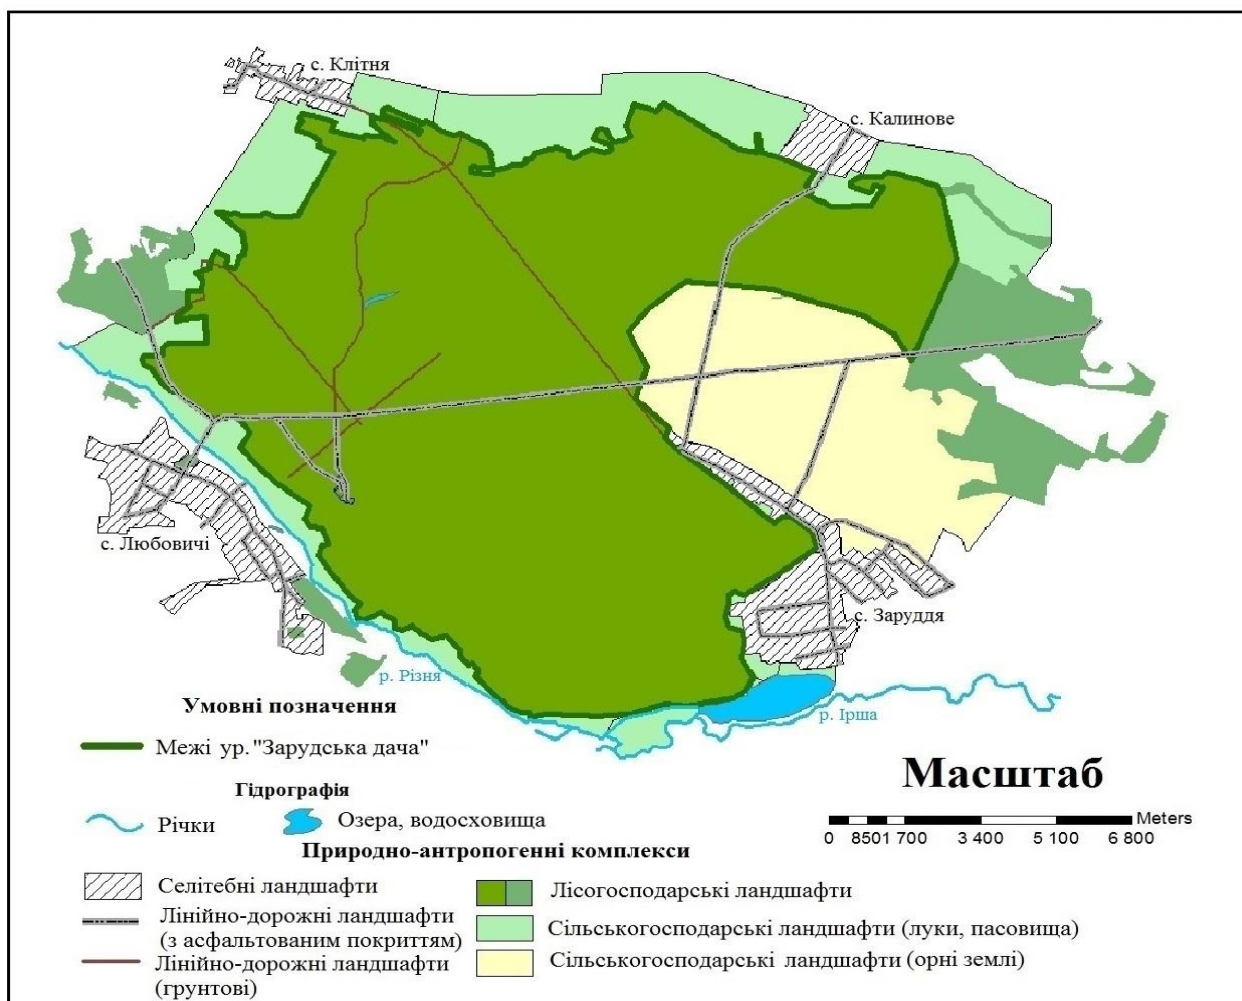 с. Клітня
с. Калинове
с. Любовичі
с. Заруддя
р. Різня
р. Ірша
Умовні позначення
Межі ур. "Зарудська дача"
Гідрографія
Річки
Озера, водосховища
Масштаб
Meters
0 850 1 700 3 400 5 100 6 800
Природно-антропогенні комплекси
Селітебні ландшафти
Лінійно-дорожні ландшафти
(з асфальтованим покриттям)
Лінійно-дорожні ландшафти
(грунтові)
Лісогосподарські ландшафти
Сільськогосподарські ландшафти (луки, пасовища)
Сільськогосподарські ландшафти (орні землі)